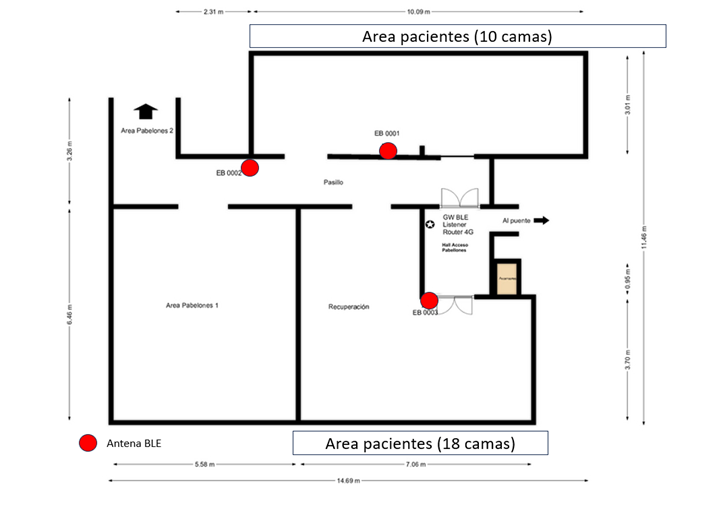 2.31 m
10.09 m
Area pacientes (10 camas)
3.01 m
Area Pabelones 2
EB 0001
3.26 m
EB 0002
Pasillo
GW BLE
Listener
Router 4G
Hall Acceso
Pabellones
Al puente
11.46 m
0.95 m
Area Pabelones 1
Recuperación
EB 0003
6.46 m
3.70 m
Antena BLE
Area pacientes (18 camas)
5.58 m
7.06 m
14.69 m